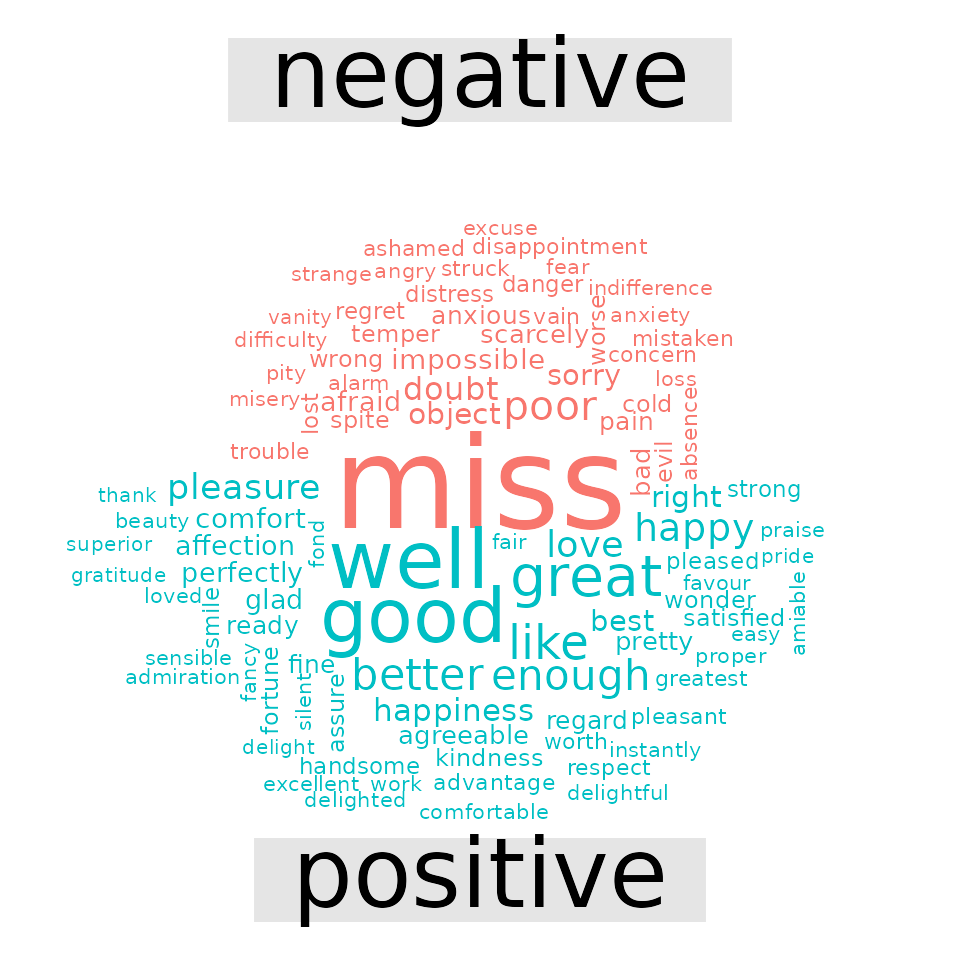 negative
excuse
ashamed disappointment
strange angry struck fear
distress danger indifference
vanity regret anxious vain worse anxiety
difficulty temper scarcely mistaken
wrong impossible concern
pity alarm doubt sorry loss
misery lost afraid object poor cold absence
spite pain
trouble miss bad evil
thank pleasure right strong
beauty comfort fond well fair love happy praise
superior affection great pleased pride
gratitude perfectly favour amiable
loved smile glad good wonder
ready like best satisfied
pretty easy
sensible fancy fortune fine better enough proper
admiration silent assure greatest
happiness regard pleasant
agreeable worth
delight kindness instantly
handsome respect
excellent work advantage
delighted delightful
comfortable
positive